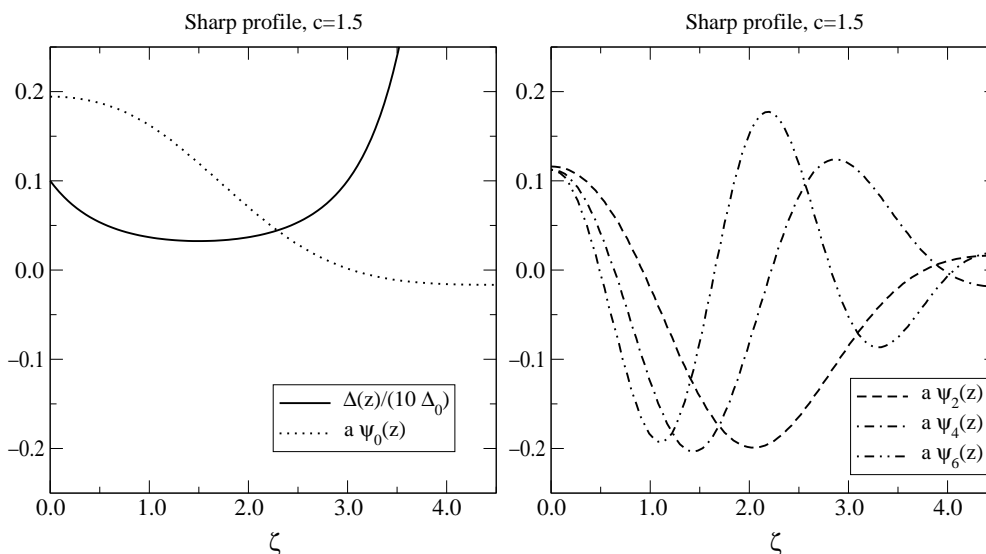 Sharp profile, c=1.5
0.2
0.1
0.0
−0.1
−0.2
0.0 1.0 2.0 3.0 4.0
ζ
Δ(z)/(10 Δ₀)
a ψ₀(z)
Sharp profile, c=1.5
0.2
0.1
0.0
−0.1
−0.2
0.0 1.0 2.0 3.0 4.0
ζ
a ψ₂(z)
a ψ₄(z)
a ψ₆(z)